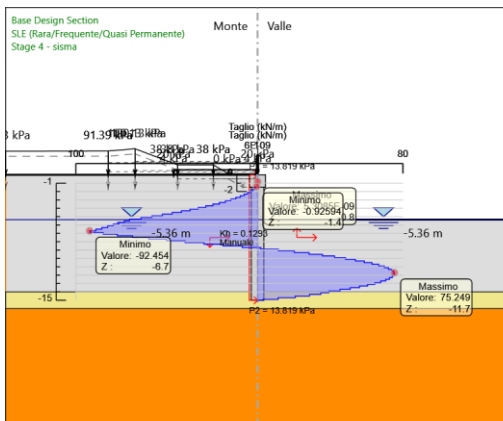 Base Design Section
SLE (Rara/Frequente/Quasi Permanente)
Stage 4 - sisma
Monte
Valle
Taglio (kN/m)
Taglio (kN/m)
6E109
91.39 kPa
38 kPa
0 kPa
100
80
P2 = 13.819 kPa
-1
-2
Massimo
Minimo
Valore: -0.92594
Z : -1.4
-5.36 m
-5.36 m
K0 = 0.1293
Manuale
Minimo
Valore: -92.454
Z : -6.7
Massimo
Valore: 75.249
Z : -11.7
-15
P2 = 13.819 kPa